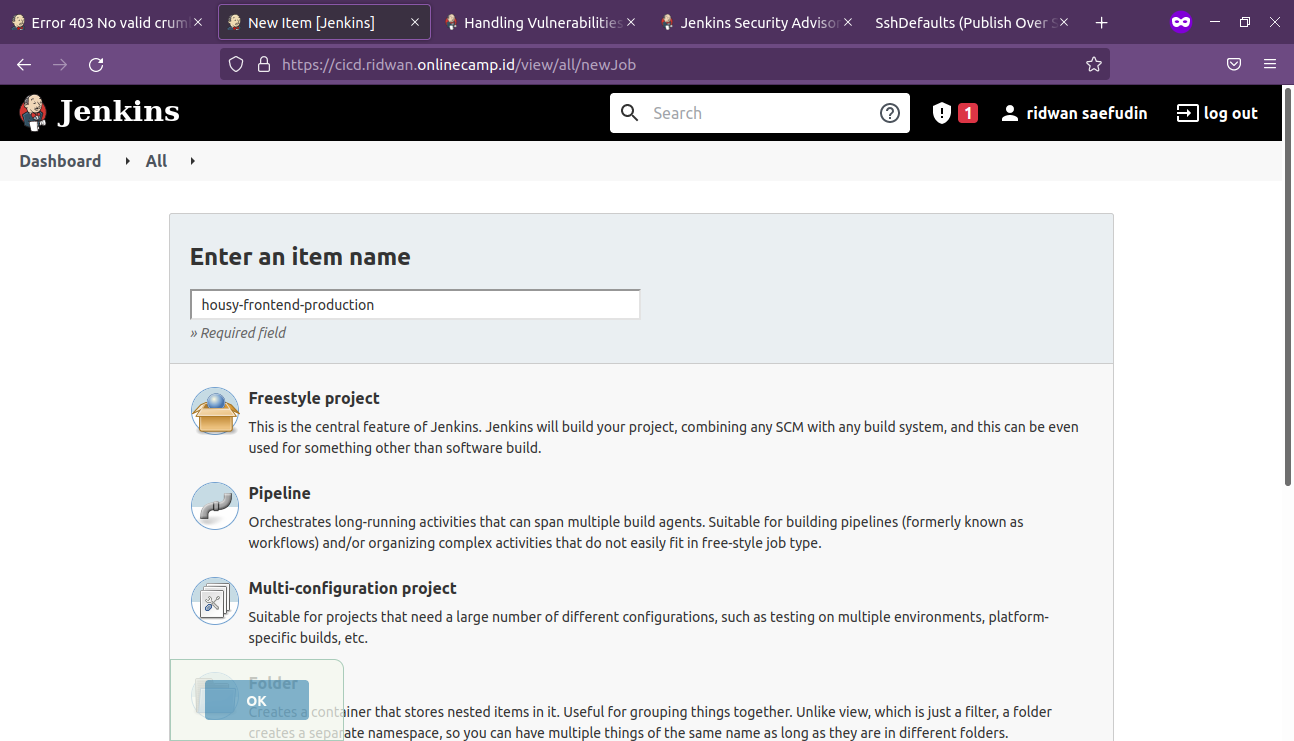 Error 403 No valid crum
New Item [Jenkins]
Handling Vulnerabilities
Jenkins Security Advisor
SshDefaults (Publish Over S
https://cicd.ridwan.onlinecamp.id/view/all/newJob
Jenkins
Search
1
ridwan saefudin
log out
Dashboard
All
Enter an item name
housy-frontend-production
» Required field
Freestyle project
This is the central feature of Jenkins. Jenkins will build your project, combining any SCM with any build system, and this can be even
used for something other than software build.
Pipeline
Orchestrates long-running activities that can span multiple build agents. Suitable for building pipelines (formerly known as
workflows) and/or organizing complex activities that do not easily fit in free-style job type.
Multi-configuration project
Suitable for projects that need a large number of different configurations, such as testing on multiple environments, platform-
specific builds, etc.
Folder
OK
Creates a container that stores nested items in it. Useful for grouping things together. Unlike view, which is just a filter, a folder
creates a separate namespace, so you can have multiple things of the same name as long as they are in different folders.